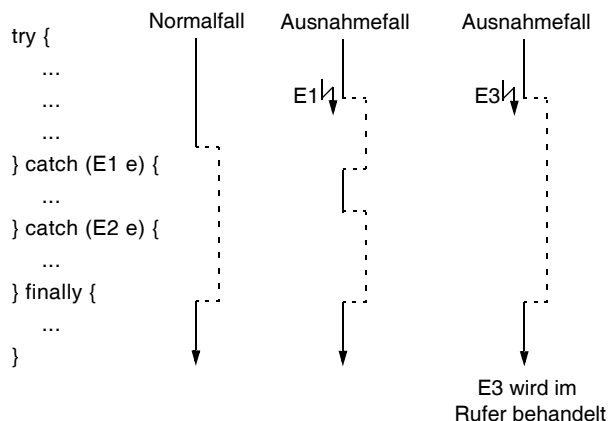 Normalfall Ausnahmefall Ausnahmefall
try {
...
...
...
} catch (E1 e) {
...
} catch (E2 e) {
...
} finally {
...
}
E1
E3
E3 wird im
Rufer behandelt